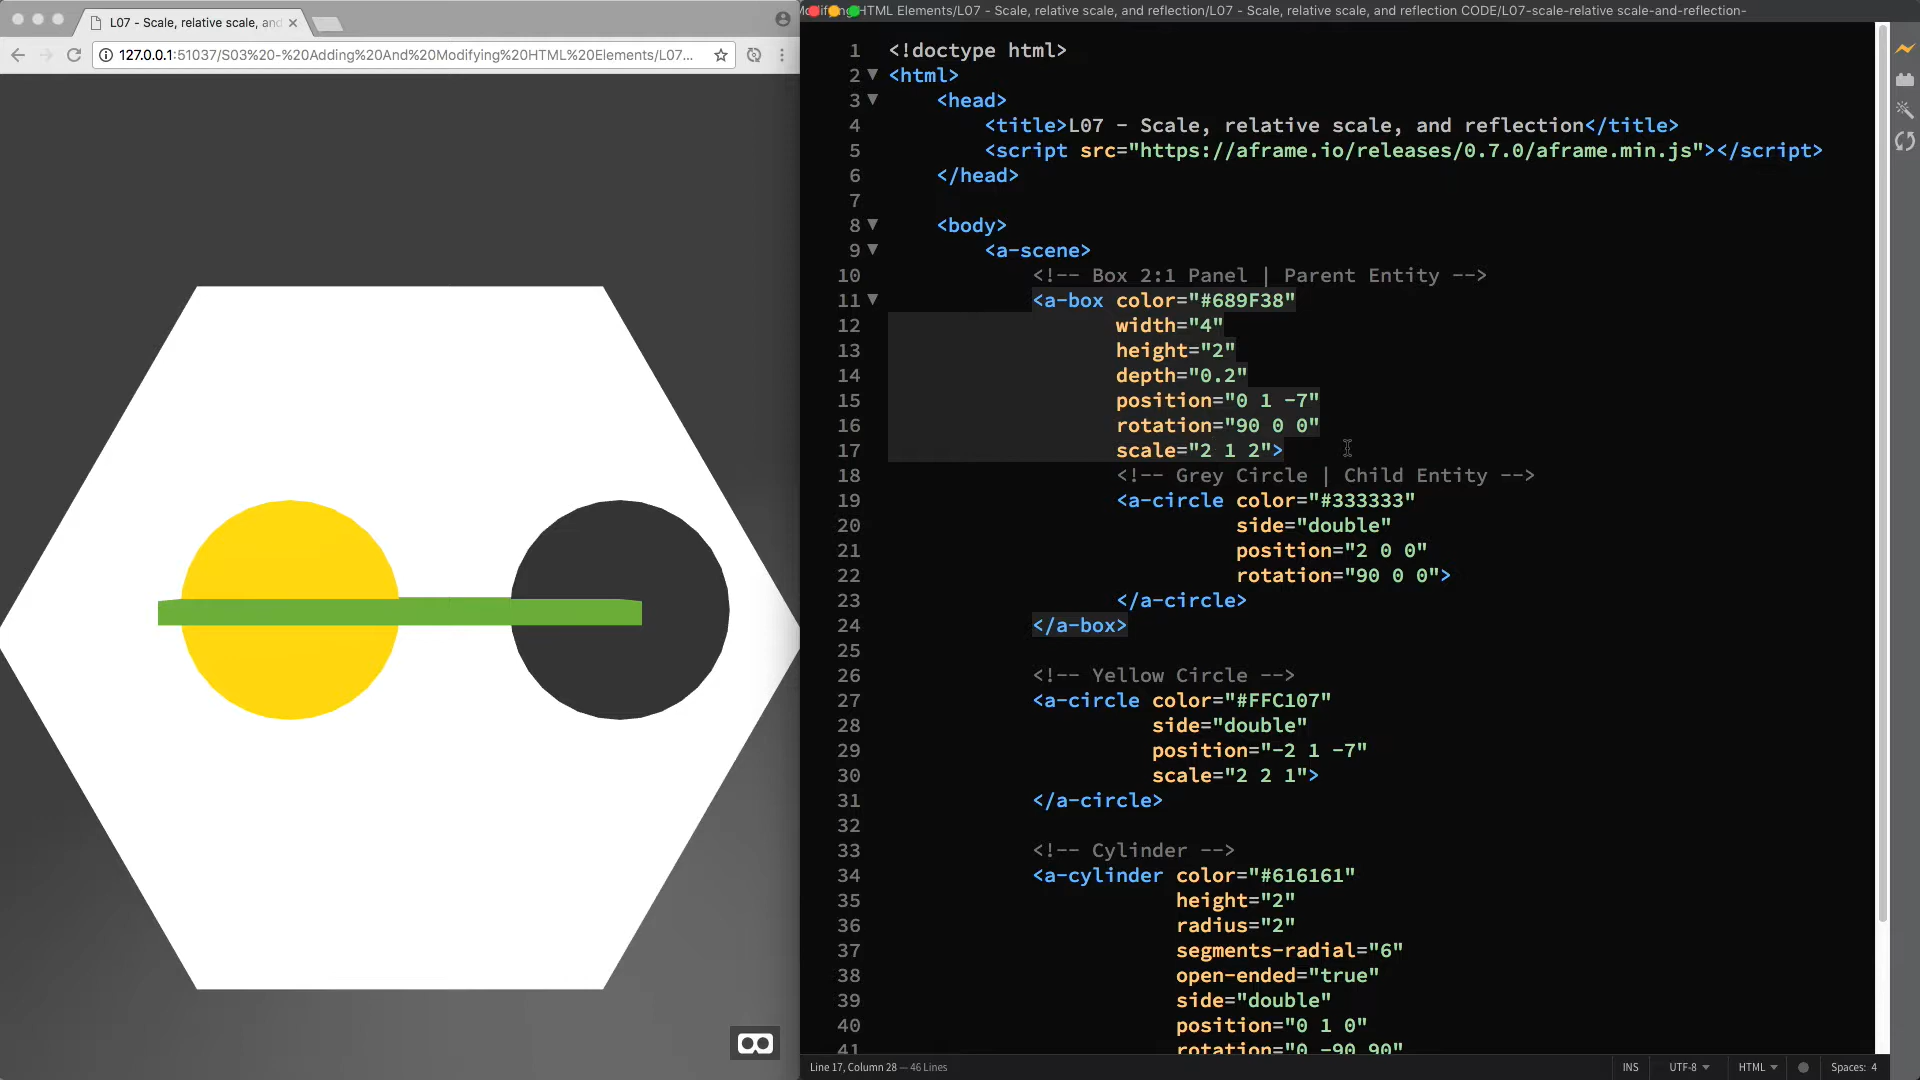 L07 - Scale, relative scale, and
127.0.0.1:51037/S03%20-%20Adding%20And%20Modifying%20HTML%20Elements/L07...
HTML Elements/L07 - Scale, relative scale, and reflection/L07 - Scale, relative scale, and reflection CODE/L07-scale-relative scale-and-reflection-
1 <!doctype html>
2 <html>
3 <head>
4 <title>L07 - Scale, relative scale, and reflection</title>
5 <script src="https://aframe.io/releases/0.7.0/aframe.min.js"></script>
6 </head>
7
8 <body>
9 <a-scene>
10 <!-- Box 2:1 Panel | Parent Entity -->
11 <a-box color="#689F38"
12 width="4"
13 height="2"
14 depth="0.2"
15 position="0 1 -7"
16 rotation="90 0 0"
17 scale="2 1 2">
18 <!-- Grey Circle | Child Entity -->
19 <a-circle color="#333333"
20 side="double"
21 position="2 0 0"
22 rotation="90 0 0">
23 </a-circle>
24 </a-box>
25
26 <!-- Yellow Circle -->
27 <a-circle color="#FFC107"
28 side="double"
29 position="-2 1 -7"
30 scale="2 2 1">
31 </a-circle>
32
33 <!-- Cylinder -->
34 <a-cylinder color="#616161"
35 height="2"
36 radius="2"
37 segments-radial="6"
38 open-ended="true"
39 side="double"
40 position="0 1 0"
41 rotation="0 -90 90"
Line 17, Column 28 — 46 Lines
INS
UTF-8
HTML
Spaces: 4